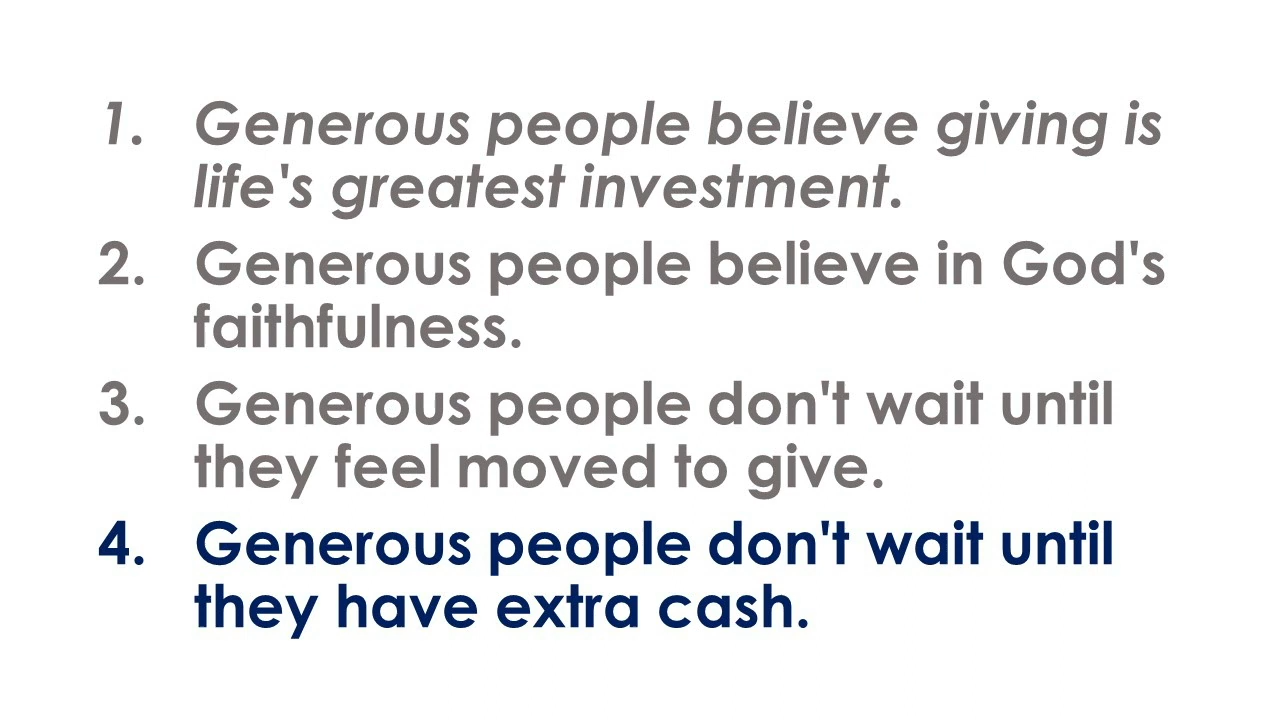 1. Generous people believe giving is
life's greatest investment.
2. Generous people believe in God's
faithfulness.
3. Generous people don't wait until
they feel moved to give.
4. Generous people don't wait until
they have extra cash.